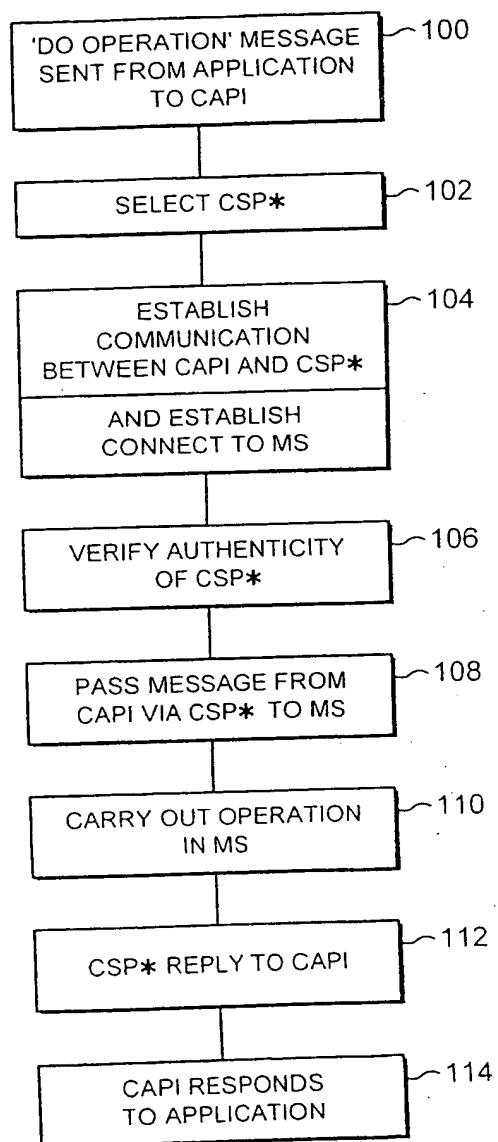 'DO OPERATION' MESSAGE
SENT FROM APPLICATION
TO CAPI
100
SELECT CSP*
102
ESTABLISH
COMMUNICATION
BETWEEN CAPI AND CSP*
104
AND ESTABLISH
CONNECT TO MS
VERIFY AUTHENTICITY
OF CSP*
106
PASS MESSAGE FROM
CAPI VIA CSP* TO MS
108
CARRY OUT OPERATION
IN MS
110
CSP* REPLY TO CAPI
112
CAPI RESPONDS
TO APPLICATION
114